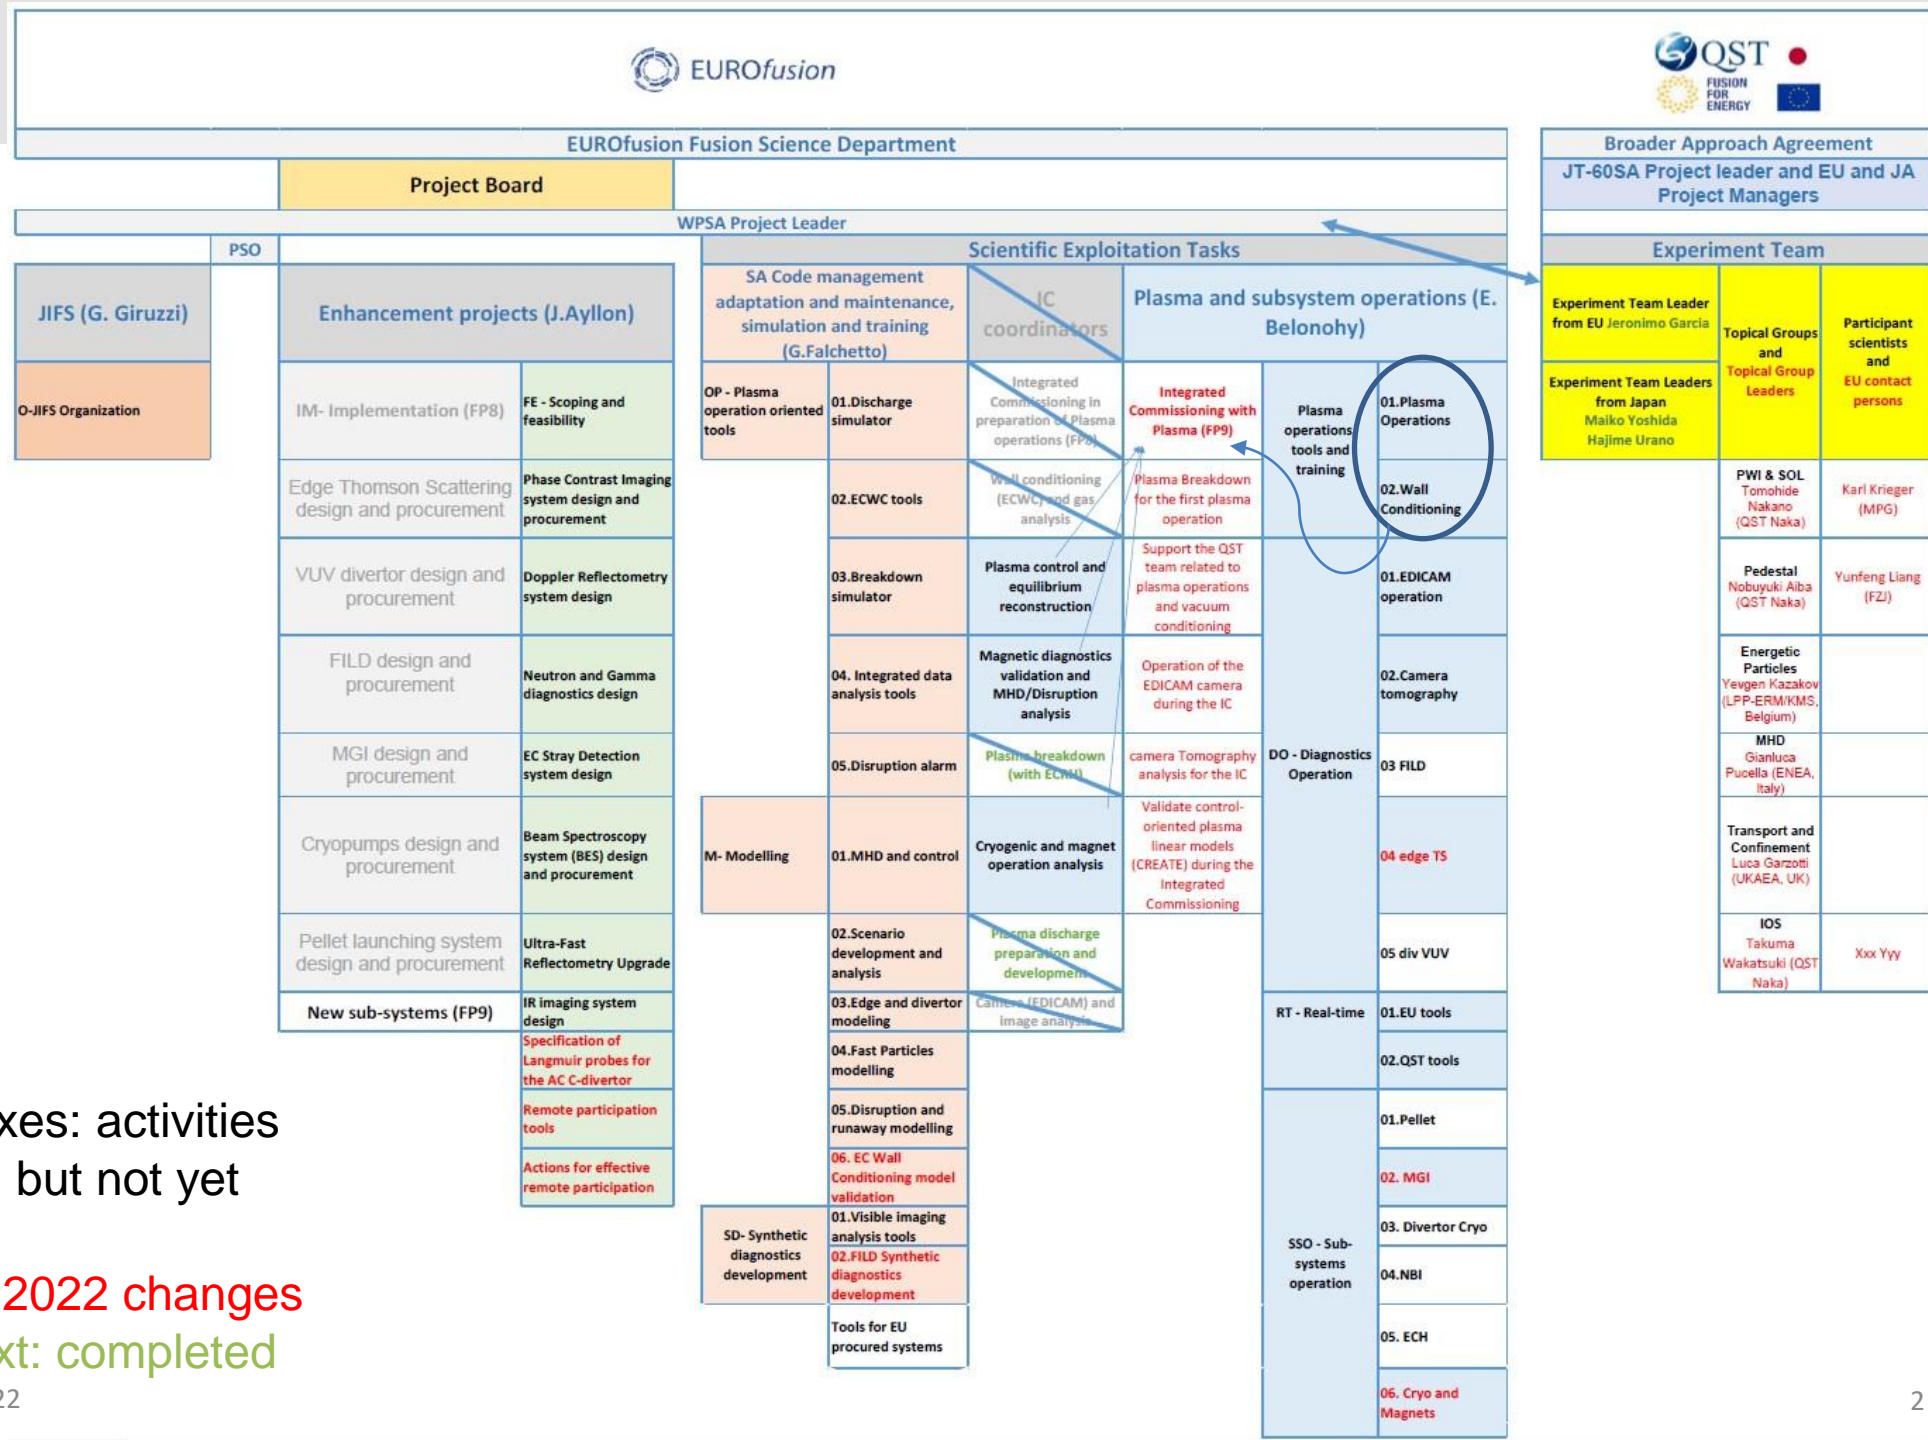 EUROfusion
QST
FUSION
FOR
ENERGY
EUROfusion Fusion Science Department
Broader Approach Agreement
Project Board
JT-60SA Project leader and EU and JA
Project Managers
WPSA Project Leader
PSO
Scientific Exploitation Tasks
Experiment Team
JIFS (G. Giruzzi)
Enhancement projects (J.Ayllon)
SA Code management
adaptation and maintenance,
simulation and training
(G.Falchetto)
IC
coordinators
Plasma and subsystem operations (E.
Belonohy)
Experiment Team Leader
from EU Jeronimo Garcia
Experiment Team Leaders
from Japan
Maiko Yoshida
Hajime Urano
Topical Groups
and
Topical Group
Leaders
Participant
scientists
and
EU contact
persons
O-JIFS Organization
IM- Implementation (FP8)
Edge Thomson Scattering
design and procurement
VUV divertor design and
procurement
FILD design and
procurement
MGI design and
procurement
Cryopumps design and
procurement
Pellet launching system
design and procurement
New sub-systems (FP9)
FE - Scoping and
feasibility
Phase Contrast Imaging
system design and
procurement
Doppler Reflectometry
system design
Neutron and Gamma
diagnostics design
EC Stray Detection
system design
Beam Spectroscopy
system (BES) design
and procurement
Ultra-Fast
Reflectometry Upgrade
IR imaging system
design
Specification of
Langmuir probes for
the AC C-divertor
Remote participation
tools
Actions for effective
remote participation
OP - Plasma
operation oriented
tools
M- Modelling
SD- Synthetic
diagnostics
development
01.Discharge
simulator
02.ECWC tools
03.Breakdown
simulator
04. Integrated data
analysis tools
05.Disruption alarm
01.MHD and control
02.Scenario
development and
analysis
03.Edge and divertor
modeling
04.Fast Particles
modelling
05.Disruption and
runaway modelling
06. EC Wall
Conditioning model
validation
01.Visible imaging
analysis tools
02.FILD Synthetic
diagnostics
development
Tools for EU
procured systems
Integrated
Commissioning in
preparation of Plasma
operations (FP8)
Wall conditioning
(ECWC) and gas
analysis
Plasma control and
equilibrium
reconstruction
Magnetic diagnostics
validation and
MHD/Disruption
analysis
Plasma breakdown
(with ECRH)
Cryogenic and magnet
operation analysis
Plasma discharge
preparation and
development
Camera (EDICAM) and
image analysis
Integrated
Commissioning with
Plasma (FP9)
Plasma Breakdown
for the first plasma
operation
Support the QST
team related to
plasma operations
and vacuum
conditioning
Operation of the
EDICAM camera
during the IC
camera Tomography
analysis for the IC
Validate control-
oriented plasma
linear models
(CREATE) during the
Integrated
Commissioning
Plasma
operations
tools and
training
DO - Diagnostics
Operation
RT - Real-time
SSO - Sub-
systems
operation
01.Plasma
Operations
02.Wall
Conditioning
01.EDICAM
operation
02.Camera
tomography
03 FILD
04 edge TS
05 div VUV
01.EU tools
02.QST tools
01.Pellet
02. MGI
03. Divertor Cryo
04.NBI
05. ECH
06. Cryo and
Magnets
PWI & SOL
Tomohide
Nakano
(QST Naka)
Karl Krieger
(MPG)
Pedestal
Nobuyuki Aiba
(QST Naka)
Yunfeng Liang
(FZJ)
Energetic
Particles
Yevgen Kazakov
(LPP-ERM/KMS,
Belgium)
MHD
Gianluca
Pucella (ENEA,
Italy)
Transport and
Confinement
Luca Garzotti
(UKAEA, UK)
IOS
Takuma
Wakatsuki (QST
Naka)
Xxx Yyy
xes: activities
but not yet
2022 changes
xt: completed
22
2